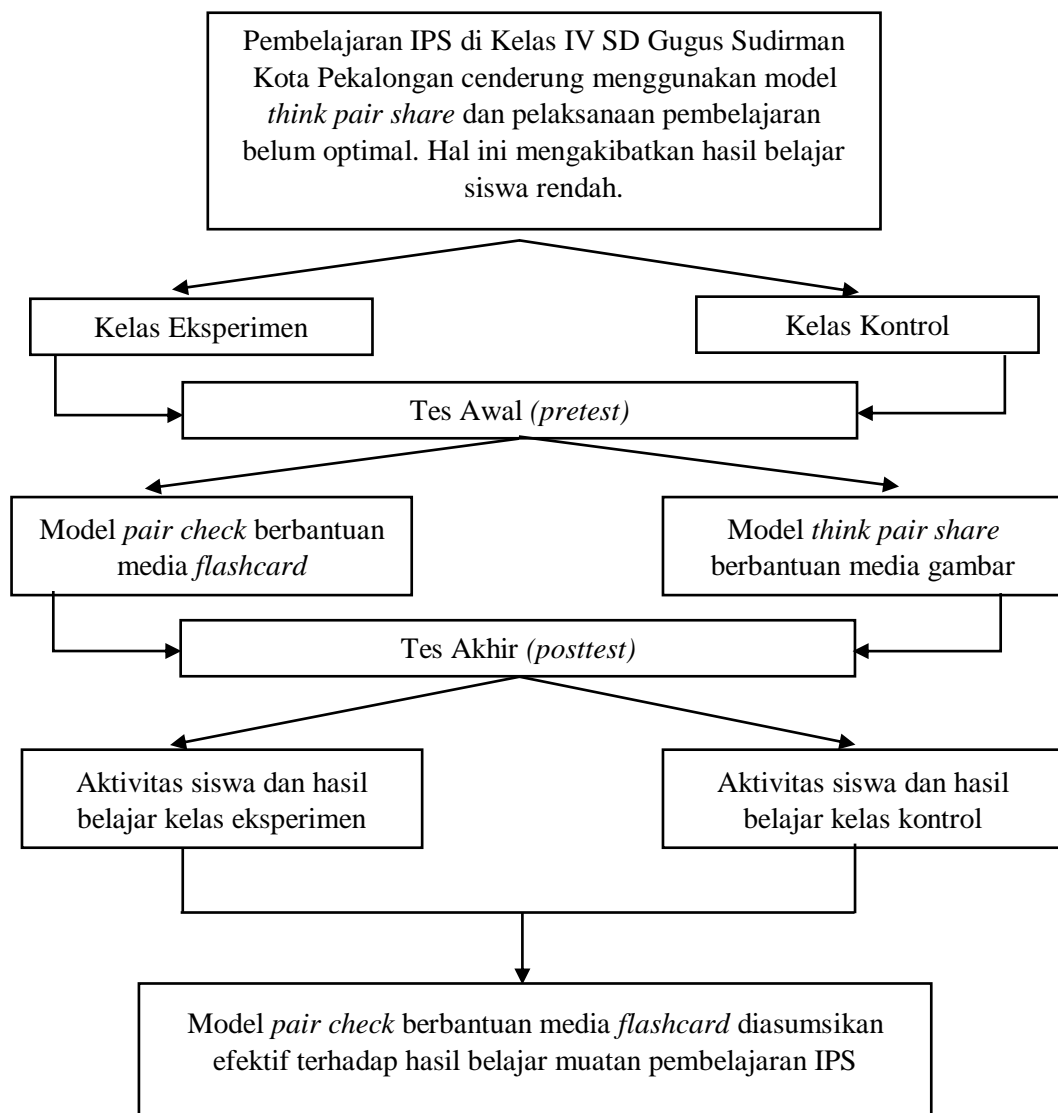 Pembelajaran IPS di Kelas IV SD Gugus Sudirman
Kota Pekalongan cenderung menggunakan model
think pair share dan pelaksanaan pembelajaran
belum optimal. Hal ini mengakibatkan hasil belajar
siswa rendah.
Kelas Eksperimen
Kelas Kontrol
Tes Awal (pretest)
Model pair check berbantuan
media flashcard
Model think pair share
berbantuan media gambar
Tes Akhir (posttest)
Aktivitas siswa dan hasil
belajar kelas eksperimen
Aktivitas siswa dan hasil
belajar kelas kontrol
Model pair check berbantuan media flashcard diasumsikan
efektif terhadap hasil belajar muatan pembelajaran IPS